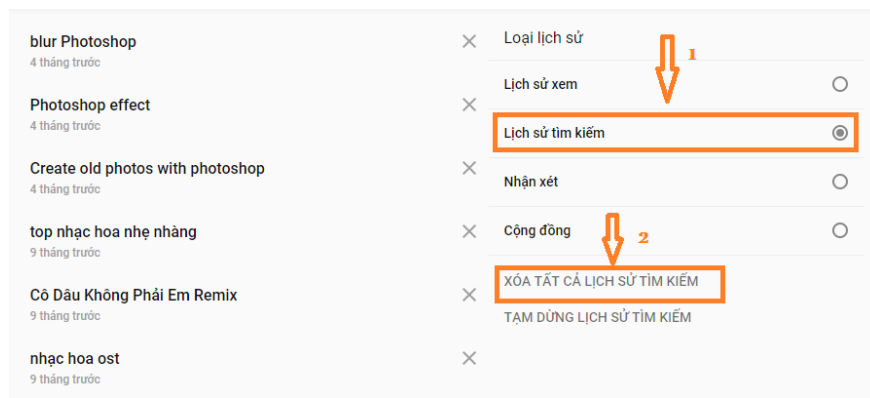 blur Photoshop
4 tháng trước
Photoshop effect
4 tháng trước
Create old photos with photoshop
4 tháng trước
top nhạc hoa nhẹ nhàng
9 tháng trước
Cô Dâu Không Phải Em Remix
9 tháng trước
nhạc hoa ost
9 tháng trước
Loại lịch sử
1
Lịch sử xem
Lịch sử tìm kiếm
Nhận xét
Cộng đồng
2
XÓA TẤT CẢ LỊCH SỬ TÌM KIẾM
TẠM DỪNG LỊCH SỬ TÌM KIẾM